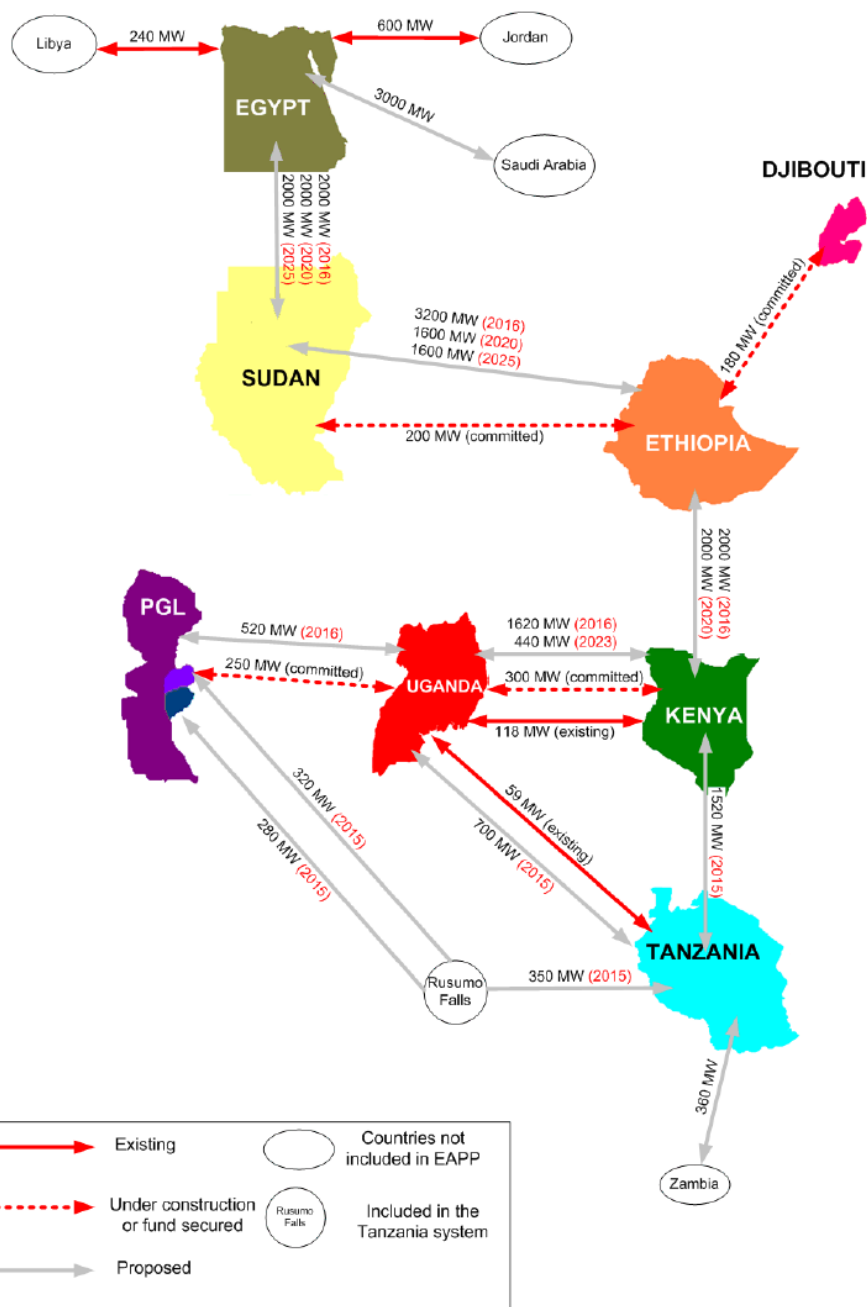 Libya
240 MW
600 MW
Jordan
EGYPT
3000 MW
Saudi Arabia
DJIBOUTI
2000 MW (2016)
2000 MW (2020)
2000 MW (2025)
180 MW (committed)
3200 MW (2016)
1600 MW (2020)
1600 MW (2025)
SUDAN
200 MW (committed)
ETHIOPIA
2000 MW (2016)
2000 MW (2020)
PGL
520 MW (2016)
1620 MW (2016)
440 MW (2023)
250 MW (committed)
UGANDA
300 MW (committed)
KENYA
118 MW (existing)
320 MW (2015)
280 MW (2015)
59 MW (existing)
700 MW (2015)
1520 MW (2015)
TANZANIA
Rusumo
Falls
350 MW (2015)
360 MW
Zambia
Existing
Countries not
included in EAPP
Under construction
or fund secured
Rusumo
Falls
Included in the
Tanzania system
Proposed